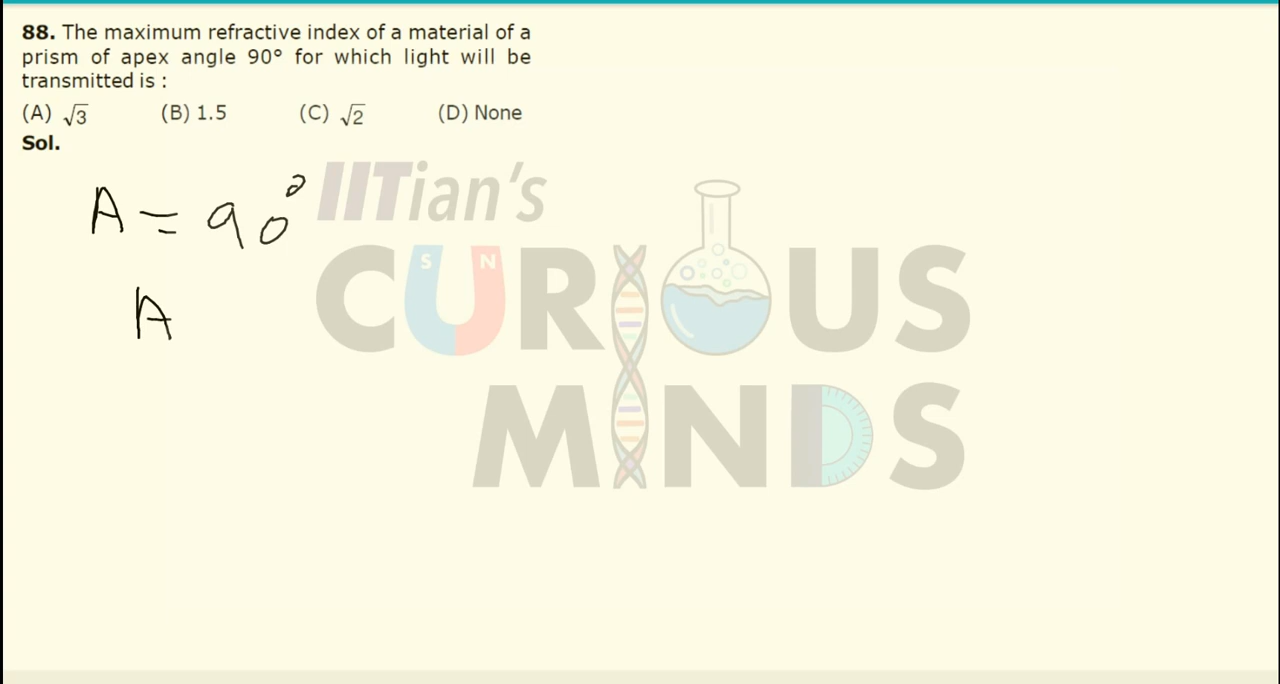 88. The maximum refractive index of a material of a
prism of apex angle 90° for which light will be
transmitted is :
(A) √3 (B) 1.5 (C) √2 (D) None
Sol.
A = 90°
A
IITian's
CURIOUS
S N
MINDS